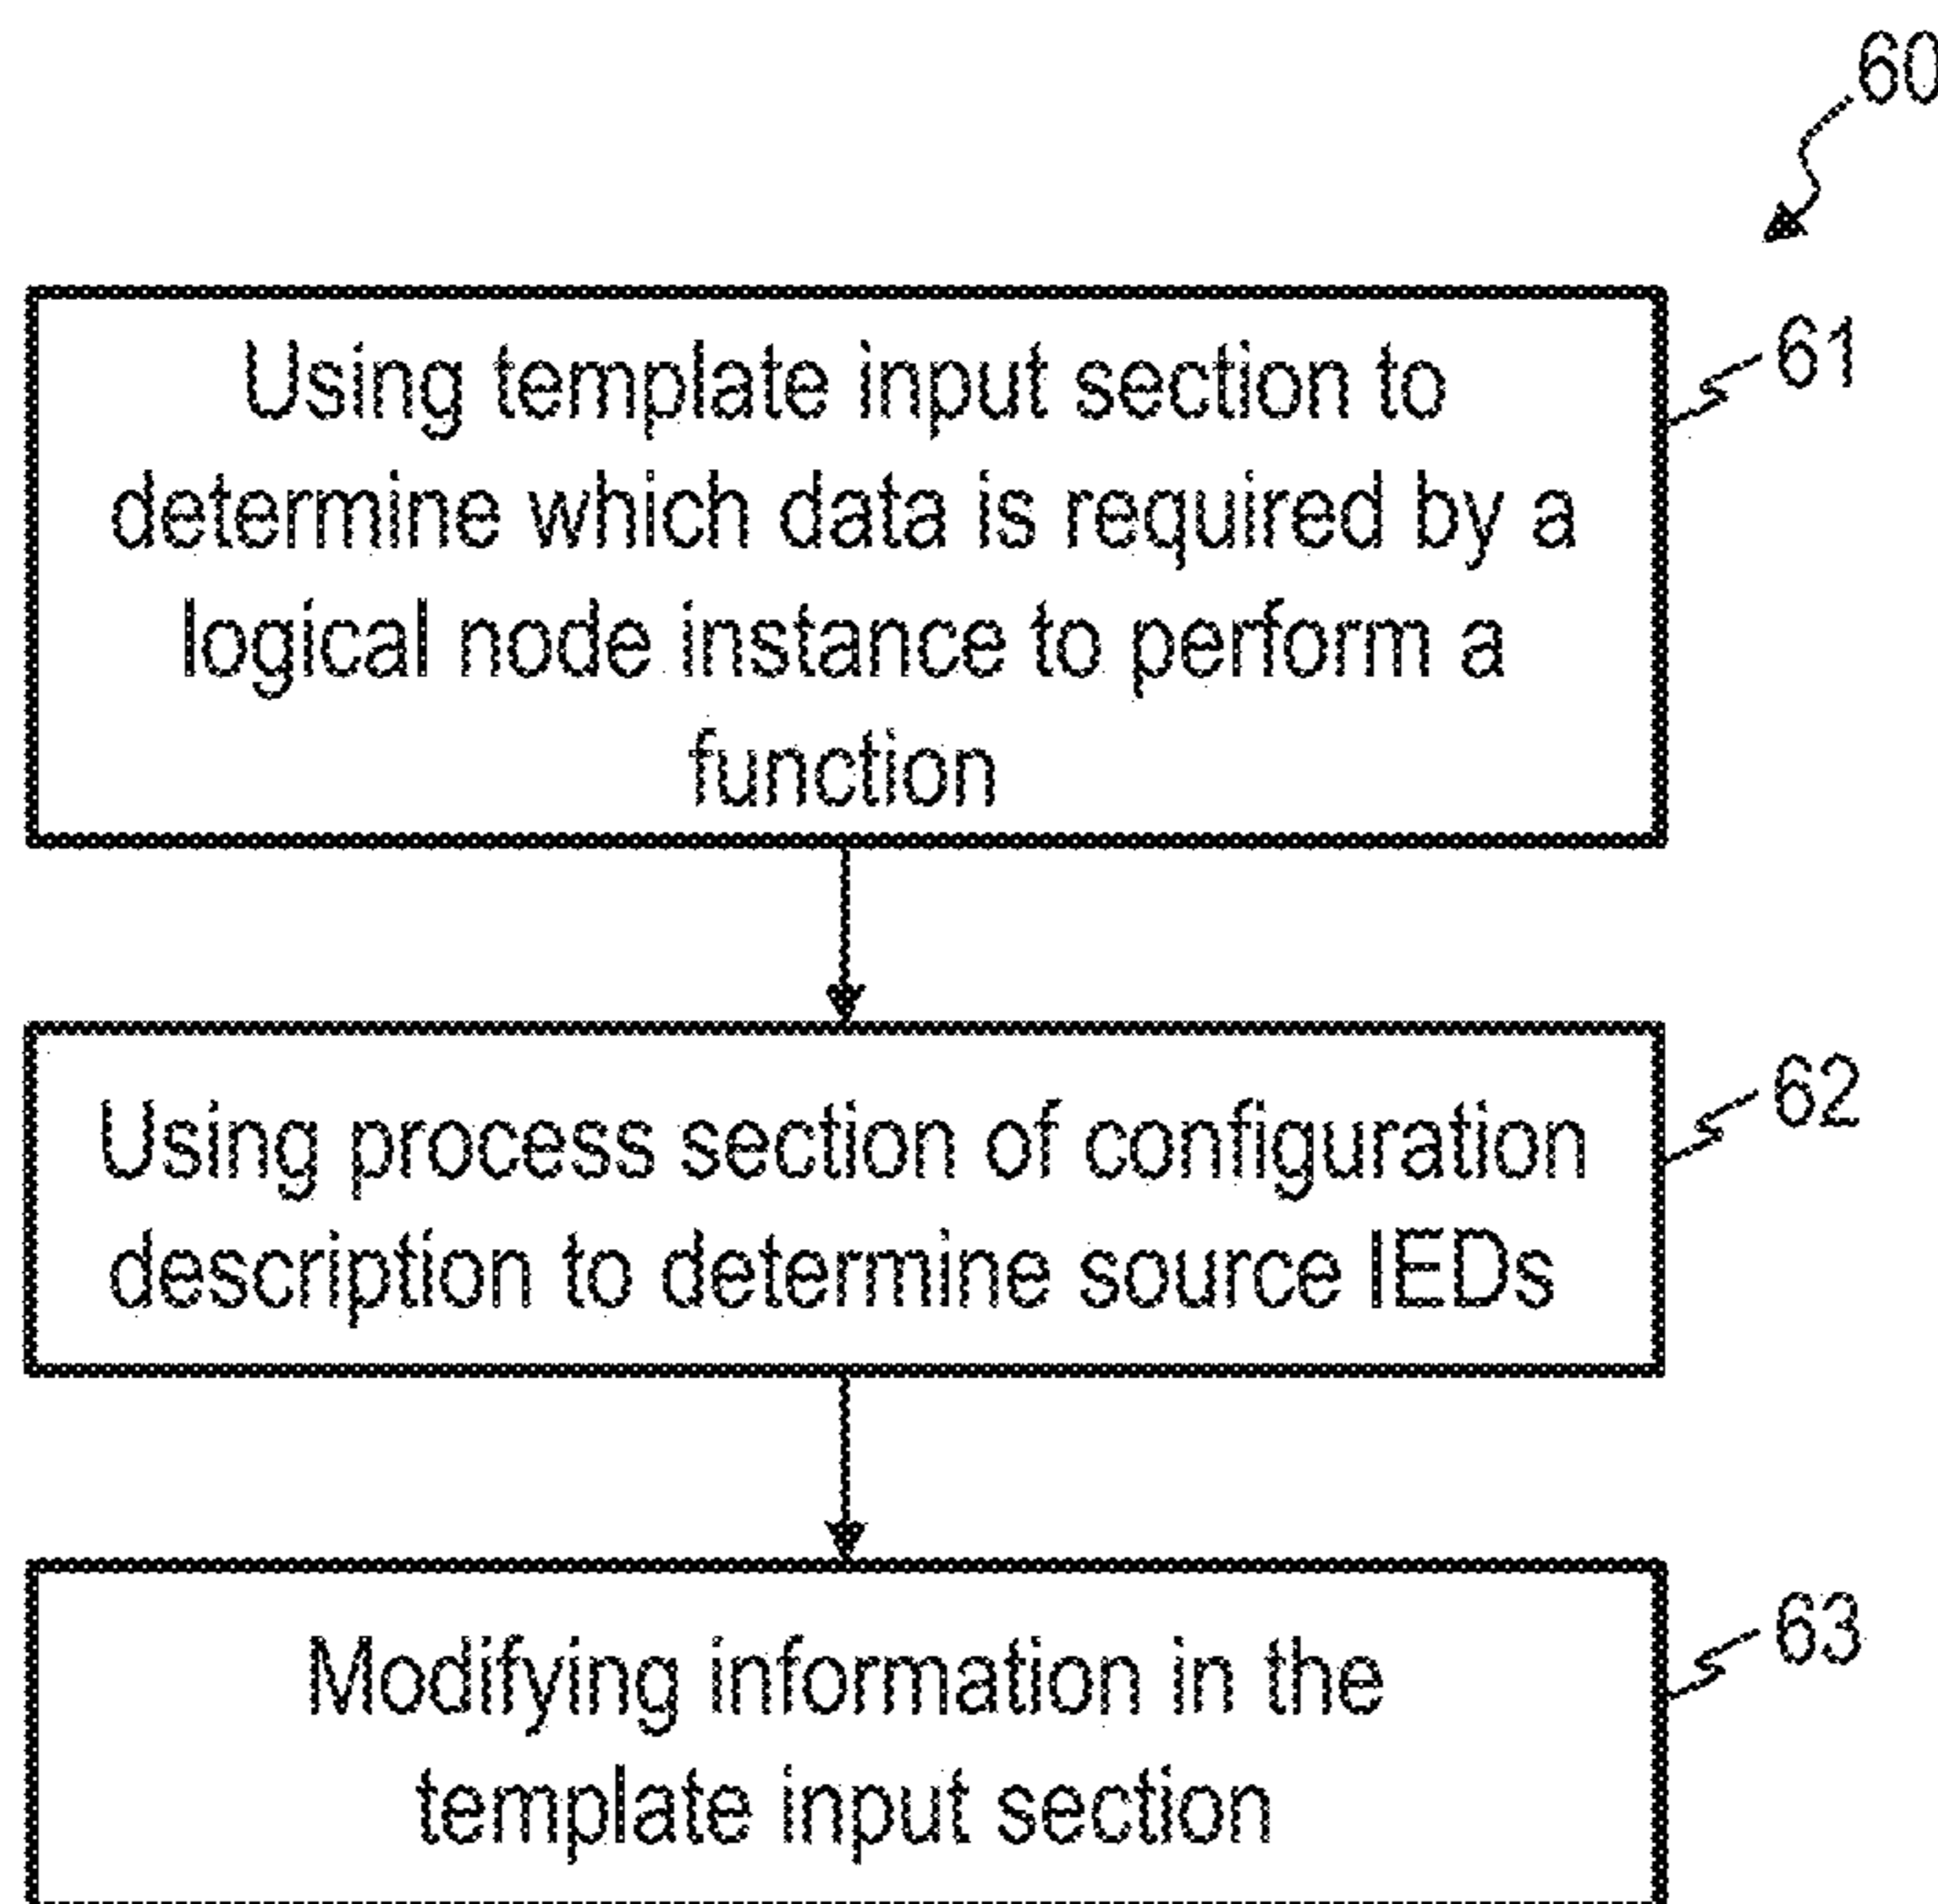 60
Using template input section to
61
determine which data is required by a
logical node instance to perform a
function
Using process section of configuration
62
description to determine source IEDs
Modifying information in the
63
template input section